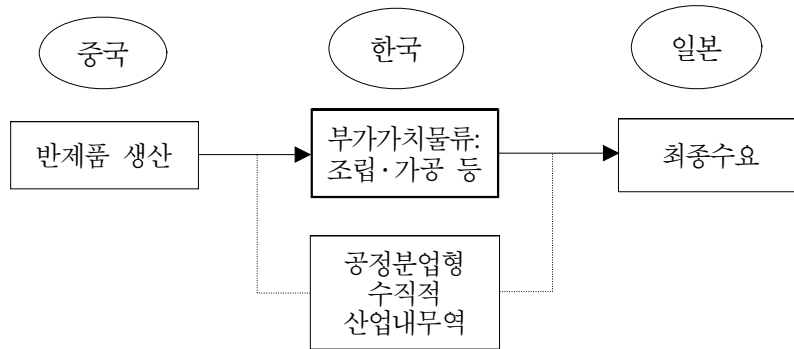 중국
한국
일본
반제품 생산
부가가치물류:
조립·가공 등
최종수요
공정분업형
수직적
산업내무역